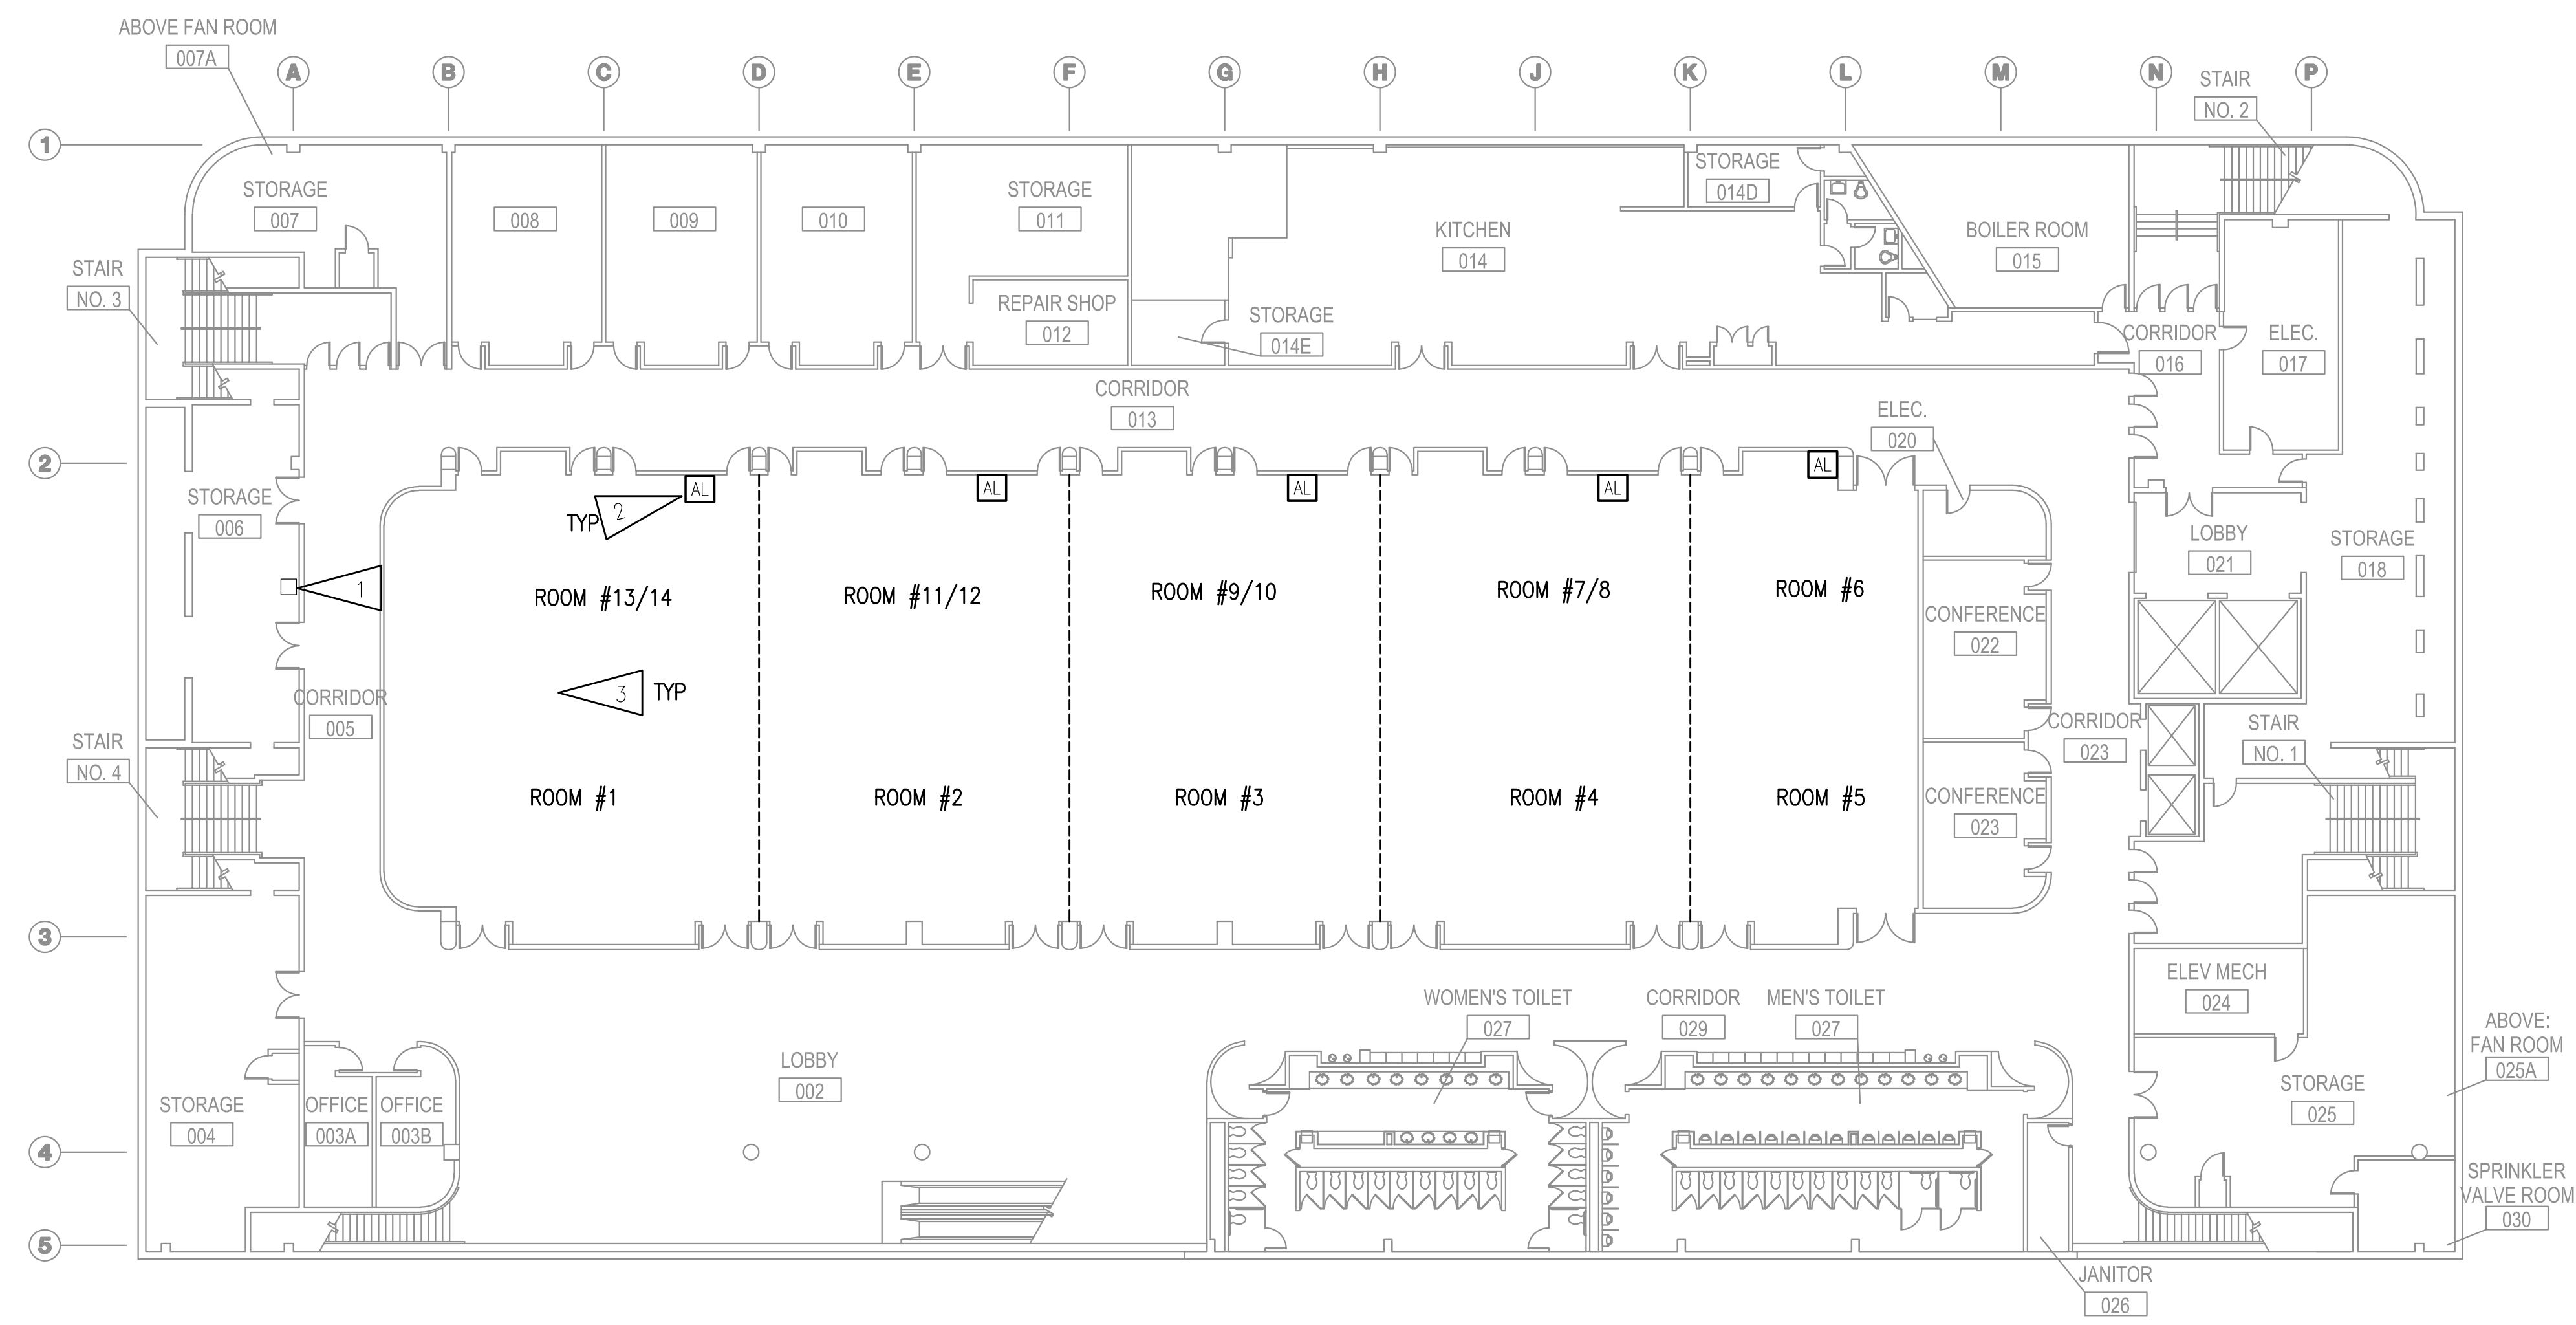 ABOVE FAN ROOM
007A
A
B
C
D
E
F
G
H
J
K
L
M
N
P
STAIR
NO. 2
1
STORAGE
007
008
009
010
STORAGE
011
STORAGE
014D
KITCHEN
014
BOILER ROOM
015
STAIR
NO. 3
REPAIR SHOP
012
STORAGE
014E
CORRIDOR
016
ELEC.
017
CORRIDOR
013
ELEC.
020
2
AL
AL
AL
AL
AL
STORAGE
006
TYP
2
LOBBY
021
STORAGE
018
1
ROOM #13/14
ROOM #11/12
ROOM #9/10
ROOM #7/8
ROOM #6
CONFERENCE
022
3
TYP
CORRIDOR
005
CORRIDOR
023
STAIR
NO. 1
STAIR
NO. 4
ROOM #1
ROOM #2
ROOM #3
ROOM #4
ROOM #5
CONFERENCE
023
3
ELEV MECH
024
WOMEN'S TOILET
027
CORRIDOR
029
MEN'S TOILET
027
ABOVE:
FAN ROOM
025A
LOBBY
002
STORAGE
004
OFFICE
003A
OFFICE
003B
STORAGE
025
4
SPRINKLER
VALVE ROOM
030
5
JANITOR
026